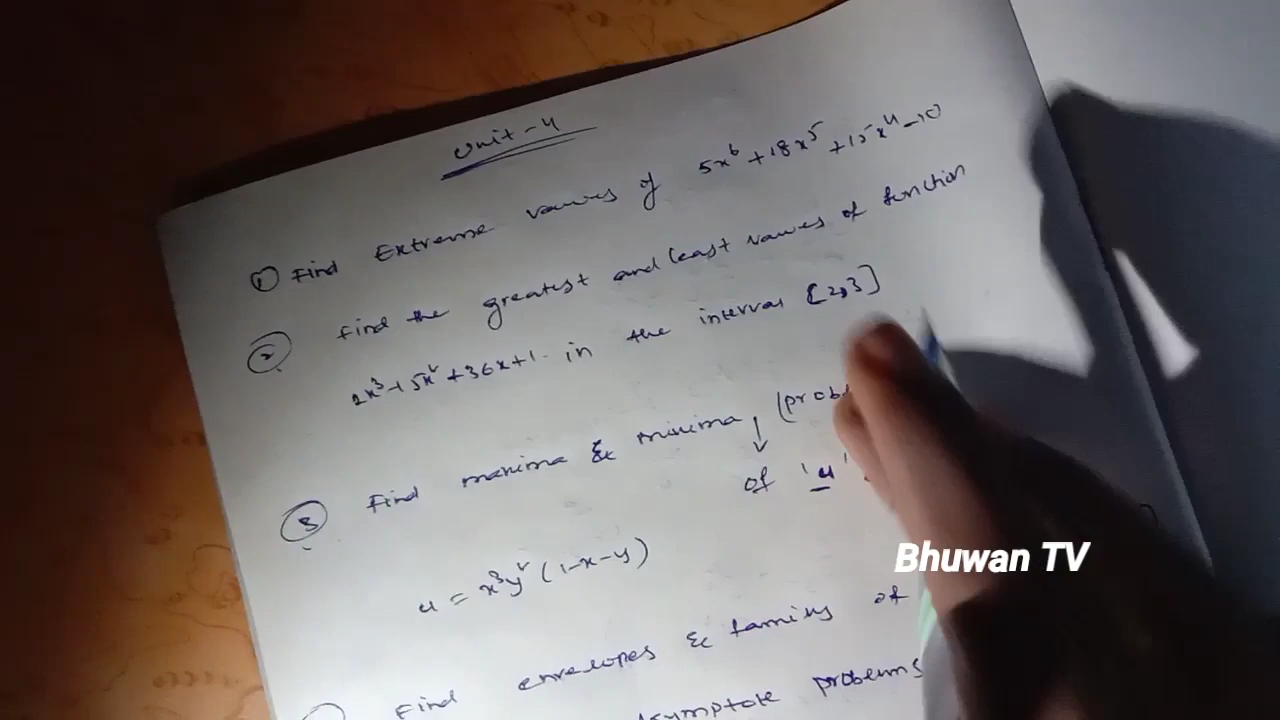 Unit-4
① Find Extreme values of 5x⁶+18x⁵+15x⁴-10
② Find the greatest and least values of function
2x³-15x²+36x+1. in the interval [2,3]
③ Find maxima & minima, (prob
of 'u'
u = x³y²(1-x-y)
Find envelopes & family of
Asymptote problems
Bhuwan TV